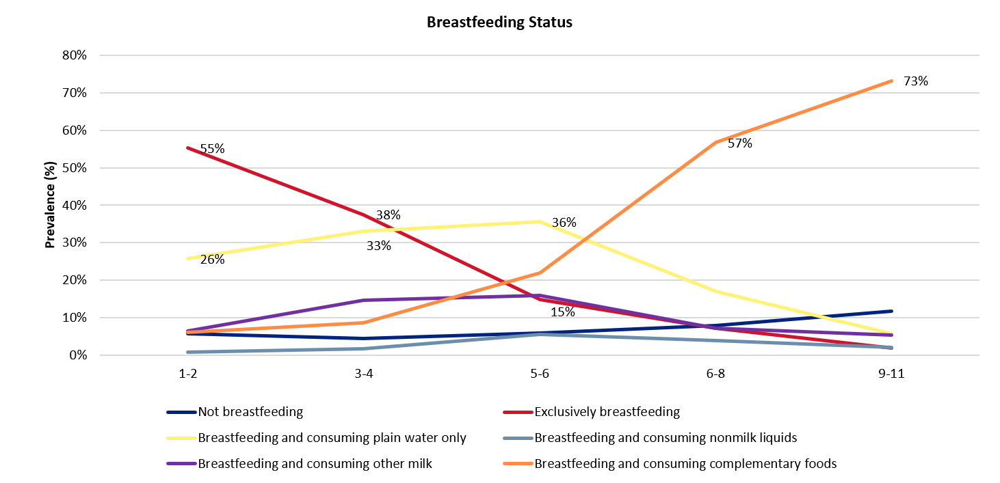 Breastfeeding Status
80%
70%
60%
50%
40%
30%
20%
10%
0%
Prevalence (%)
55%
38%
33%
26%
36%
15%
57%
73%
1-2
3-4
5-6
6-8
9-11
Not breastfeeding
Exclusively breastfeeding
Breastfeeding and consuming plain water only
Breastfeeding and consuming nonmilk liquids
Breastfeeding and consuming other milk
Breastfeeding and consuming complementary foods